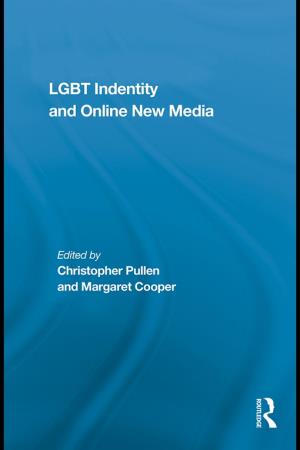 LGBT Indentity
and Online New Media
Edited by
Christopher Pullen
and Margaret Cooper
ROUTLEDGE